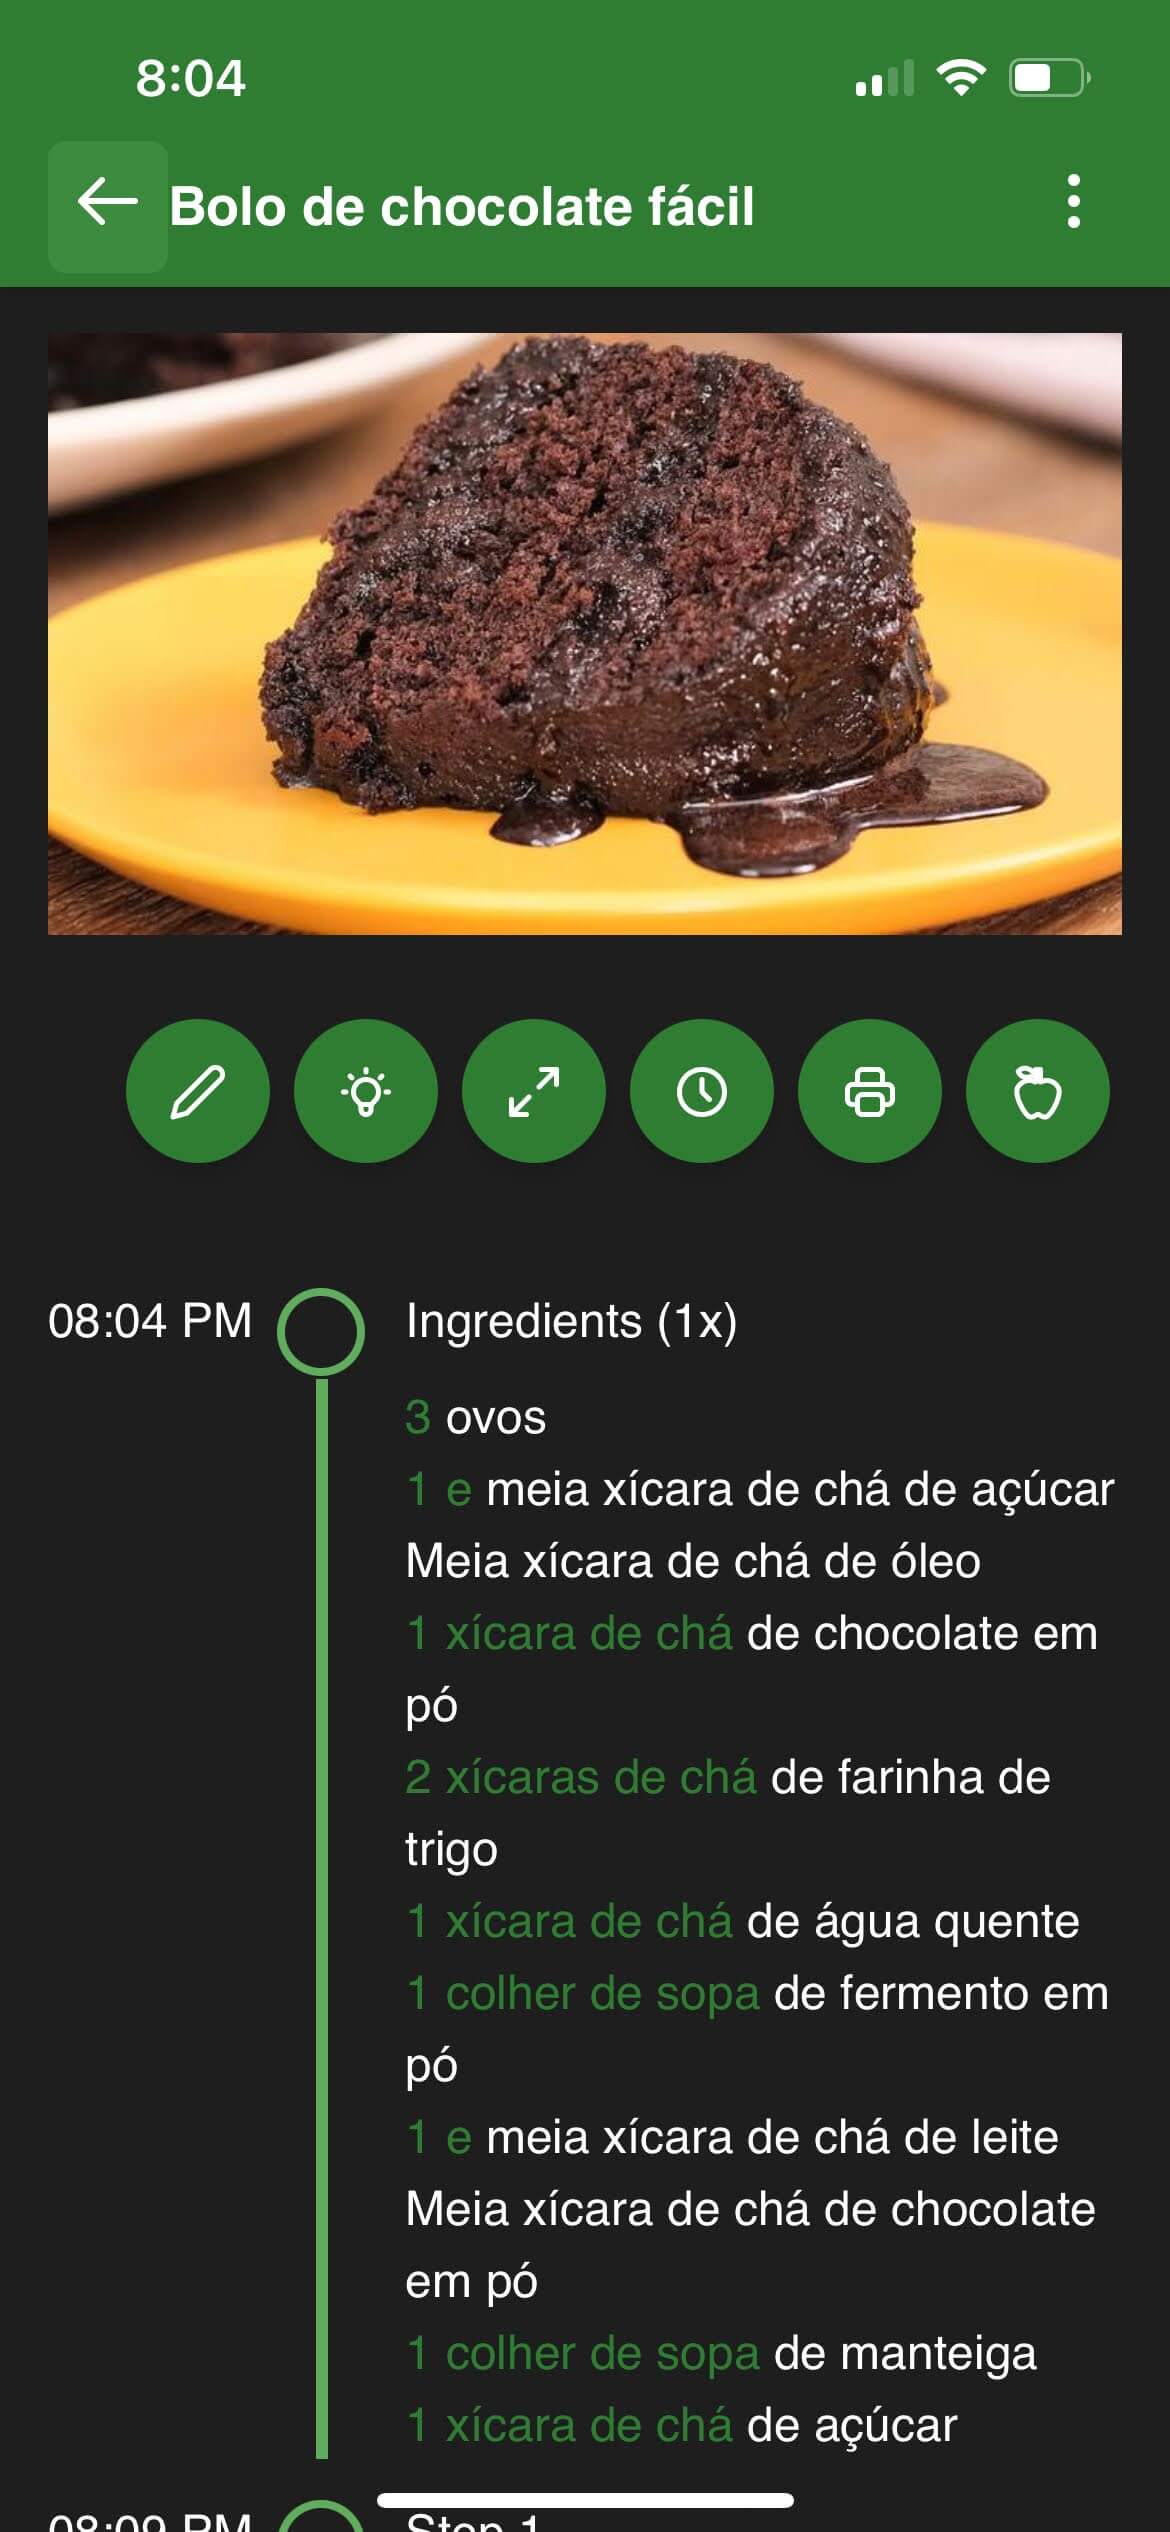 8:04
Bolo de chocolate fácil
08:04 PM
Ingredients (1x)
3 ovos
1 e meia xícara de chá de açúcar
Meia xícara de chá de óleo
1 xícara de chá de chocolate em
pó
2 xícaras de chá de farinha de
trigo
1 xícara de chá de água quente
1 colher de sopa de fermento em
pó
1 e meia xícara de chá de leite
Meia xícara de chá de chocolate
em pó
1 colher de sopa de manteiga
1 xícara de chá de açúcar
08:09 PM
Step 1